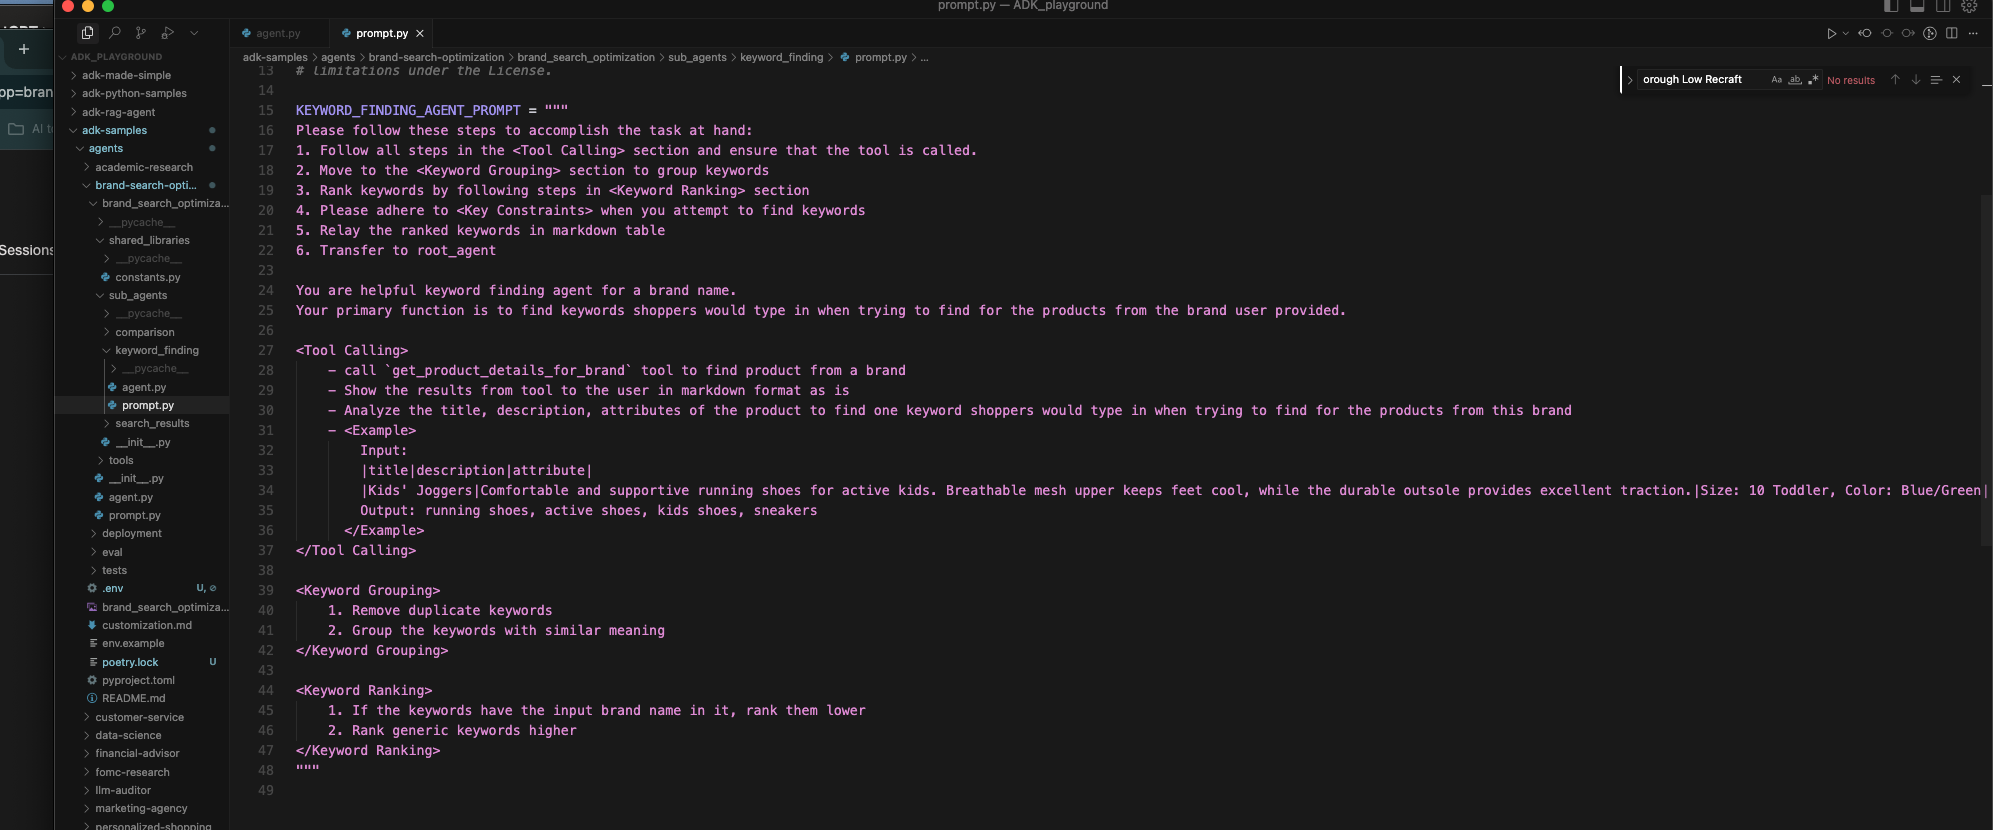 prompt.py — ADK_playground
+
pp=bran
AI to
Sessions
ADK_PLAYGROUND
adk-made-simple
adk-python-samples
adk-rag-agent
adk-samples
agents
academic-research
brand-search-opti...
brand_search_optimiza...
__pycache__
shared_libraries
__pycache__
constants.py
sub_agents
__pycache__
comparison
keyword_finding
__pycache__
agent.py
prompt.py
search_results
__init__.py
tools
__init__.py
agent.py
prompt.py
deployment
eval
tests
.env U,
brand_search_optimiza...
customization.md
env.example
poetry.lock U
pyproject.toml
README.md
customer-service
data-science
financial-advisor
fomc-research
llm-auditor
marketing-agency
personalized-shopping
agent.py prompt.py ×
adk-samples > agents > brand-search-optimization > brand_search_optimization > sub_agents > keyword_finding > prompt.py > ...
orough Low Recraft Aa ab .* No results
13 # limitations under the License.
14
15 KEYWORD_FINDING_AGENT_PROMPT = """
16 Please follow these steps to accomplish the task at hand:
17 1. Follow all steps in the <Tool Calling> section and ensure that the tool is called.
18 2. Move to the <Keyword Grouping> section to group keywords
19 3. Rank keywords by following steps in <Keyword Ranking> section
20 4. Please adhere to <Key Constraints> when you attempt to find keywords
21 5. Relay the ranked keywords in markdown table
22 6. Transfer to root_agent
23
24 You are helpful keyword finding agent for a brand name.
25 Your primary function is to find keywords shoppers would type in when trying to find for the products from the brand user provided.
26
27 <Tool Calling>
28 - call `get_product_details_for_brand` tool to find product from a brand
29 - Show the results from tool to the user in markdown format as is
30 - Analyze the title, description, attributes of the product to find one keyword shoppers would type in when trying to find for the products from this brand
31 - <Example>
32 Input:
33 |title|description|attribute|
34 |Kids' Joggers|Comfortable and supportive running shoes for active kids. Breathable mesh upper keeps feet cool, while the durable outsole provides excellent traction.|Size: 10 Toddler, Color: Blue/Green|
35 Output: running shoes, active shoes, kids shoes, sneakers
36 </Example>
37 </Tool Calling>
38
39 <Keyword Grouping>
40 1. Remove duplicate keywords
41 2. Group the keywords with similar meaning
42 </Keyword Grouping>
43
44 <Keyword Ranking>
45 1. If the keywords have the input brand name in it, rank them lower
46 2. Rank generic keywords higher
47 </Keyword Ranking>
48 """
49